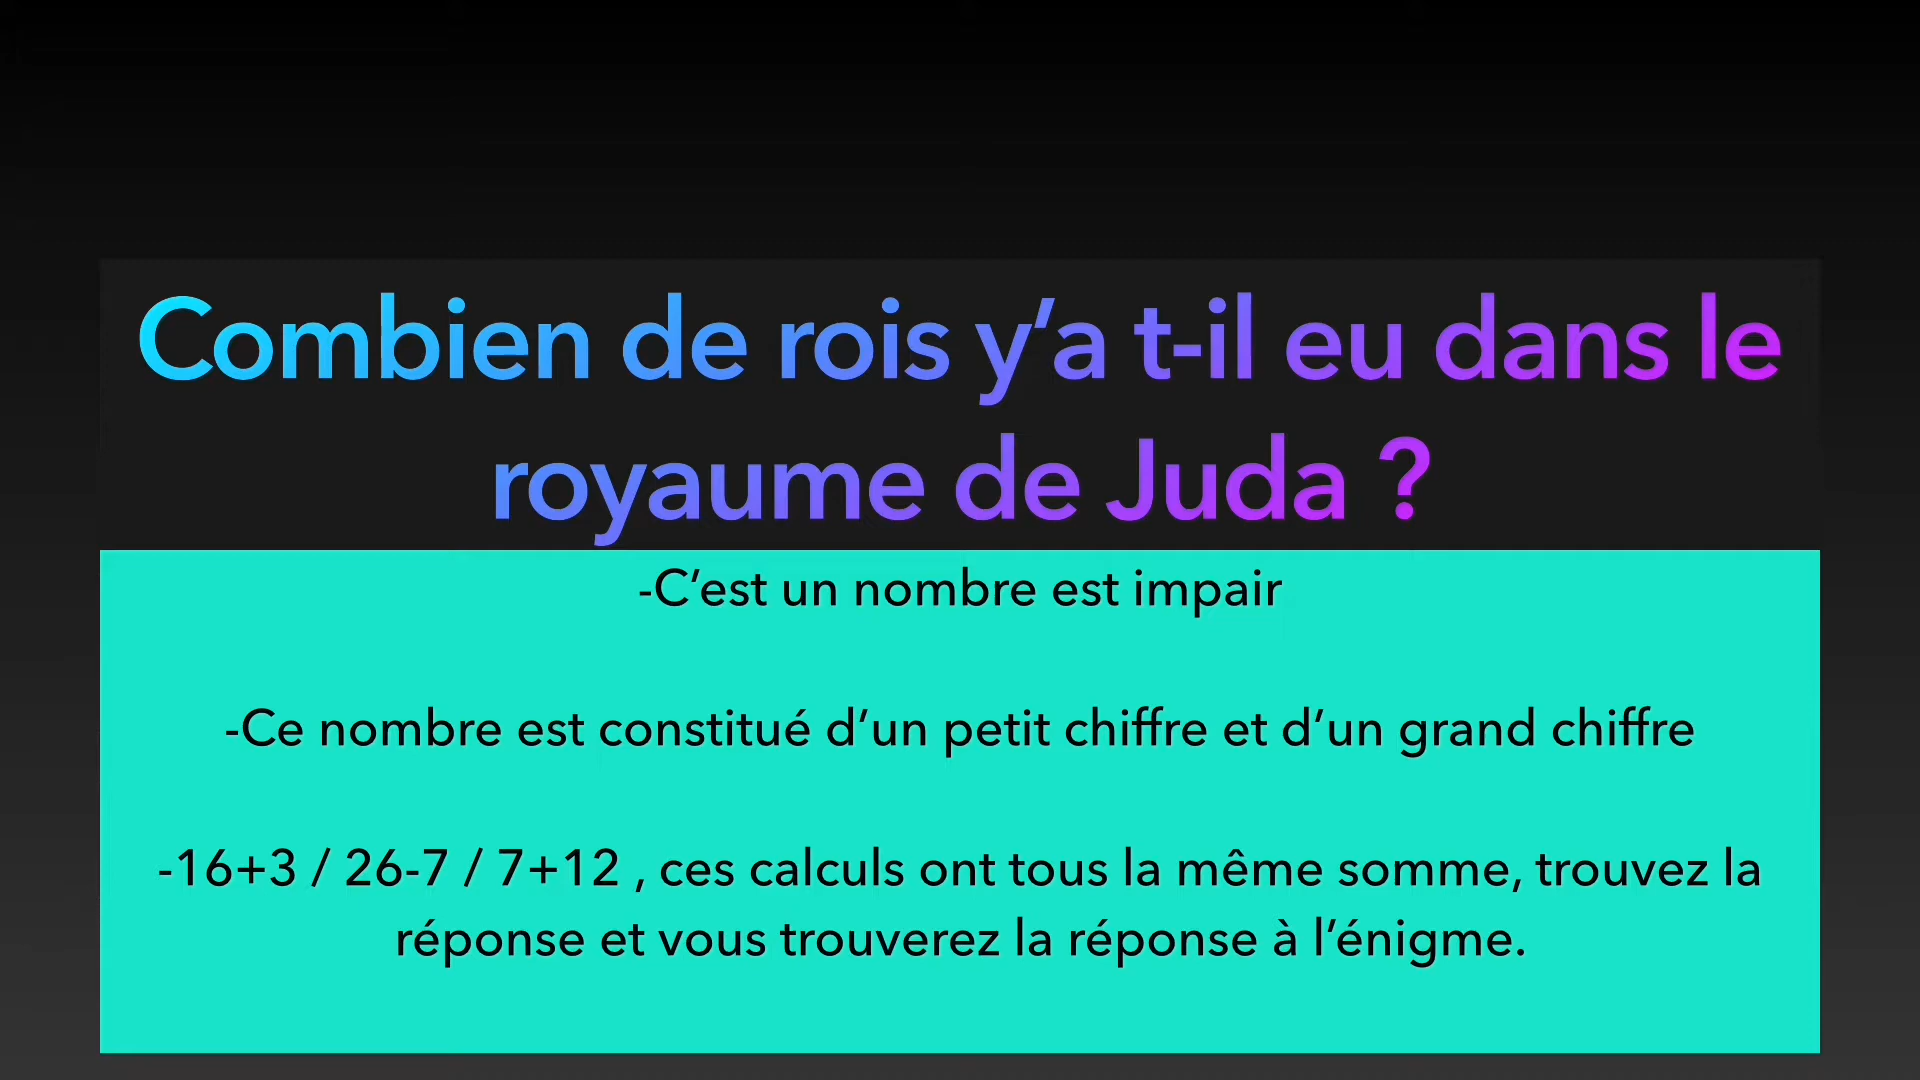 Combien de rois y’a t-il eu dans le
royaume de Juda ?
-C’est un nombre est impair
-Ce nombre est constitué d’un petit chiffre et d’un grand chiffre
-16+3 / 26-7 / 7+12 , ces calculs ont tous la même somme, trouvez la
réponse et vous trouverez la réponse à l’énigme.